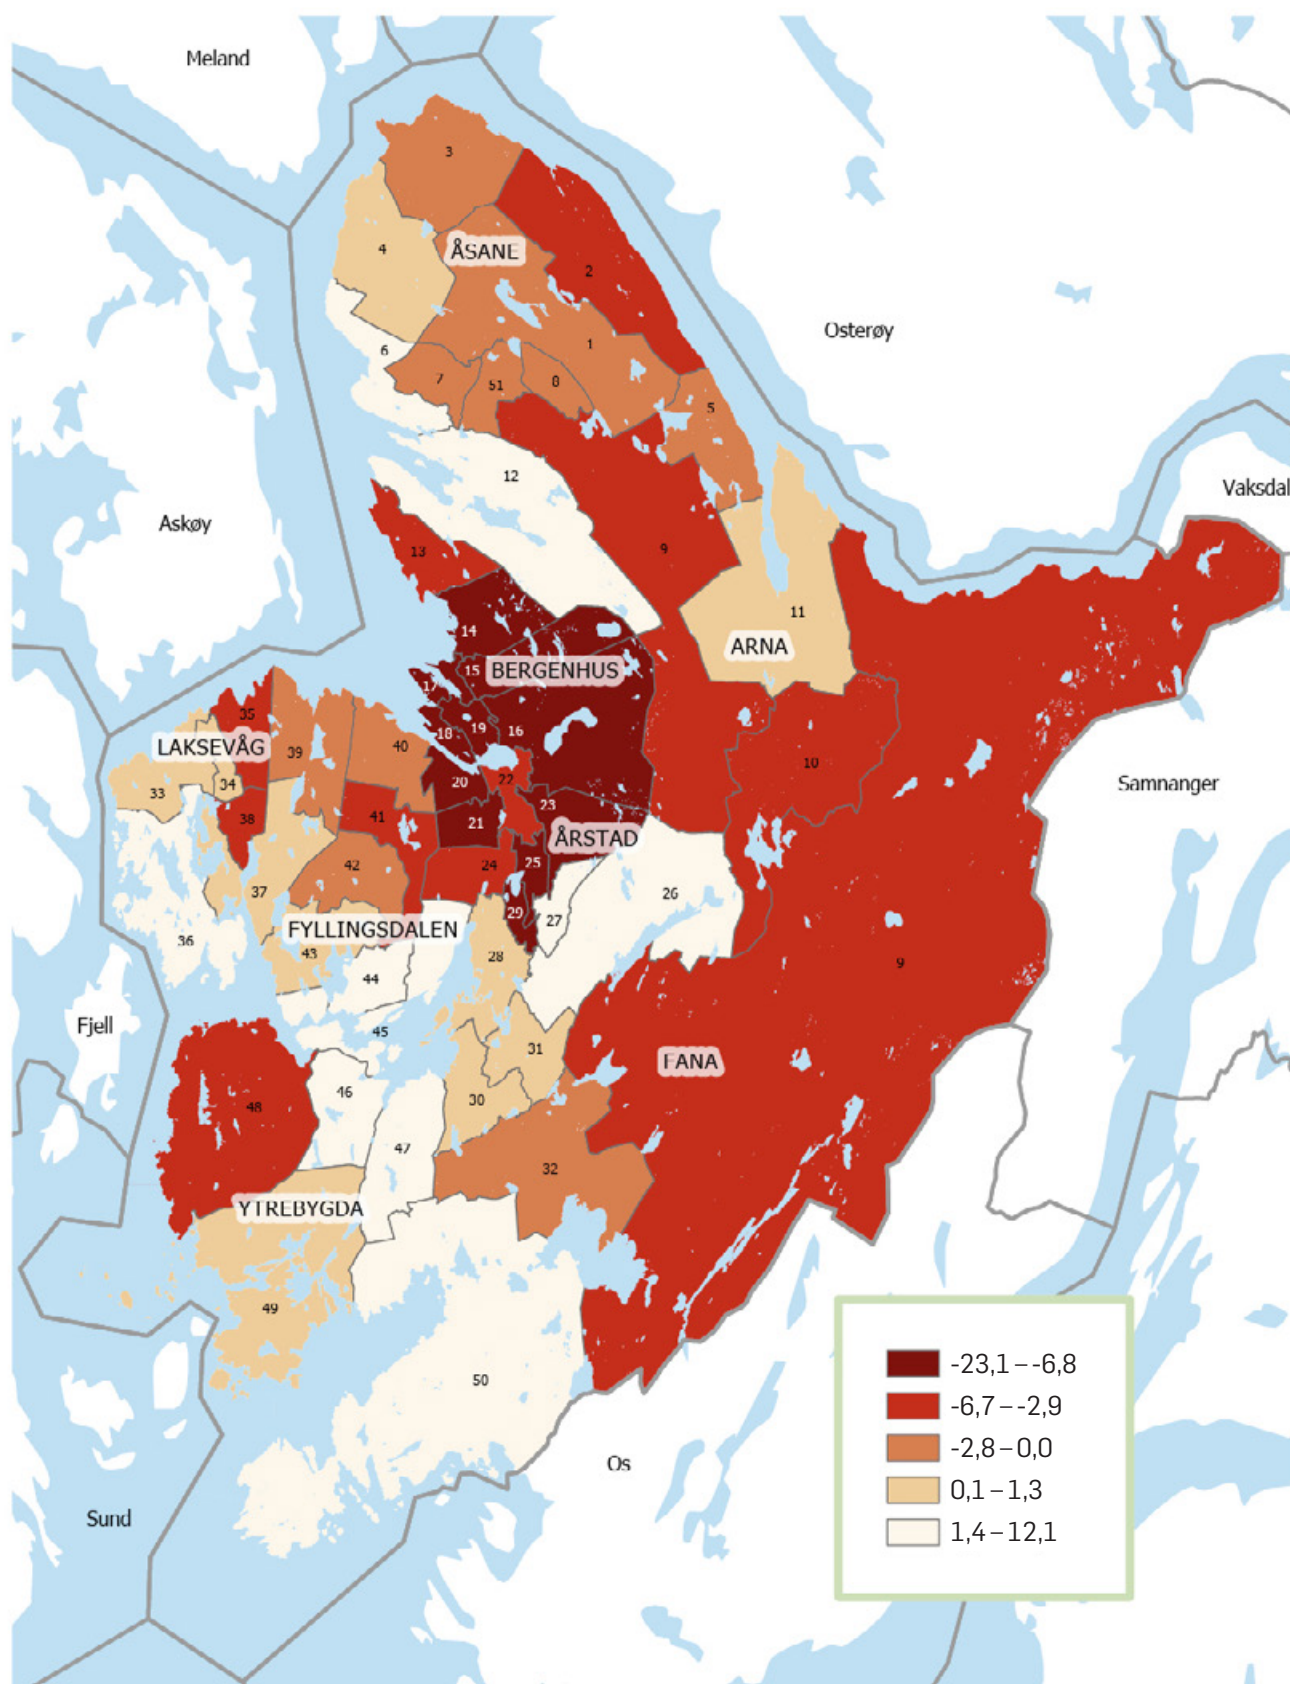 Meland
3
4
ÅSANE
2
Osterøy
1
6
7
51
8
5
12
Vaksdal
Askøy
13
9
11
14
ARNA
15
BERGENHUS
17
35
19
16
18
LAKSEVÅG
39
40
10
22
20
33
34
Samnanger
23
38
41
21
ÅRSTAD
42
24
25
37
26
29
27
FYLLINGSDALEN
36
43
28
9
44
Fjell
45
31
FANA
46
30
48
47
32
YTREBYGDA
49
-23,1 – -6,8
50
-6,7 – -2,9
-2,8 – 0,0
Os
0,1 – 1,3
Sund
1,4 – 12,1